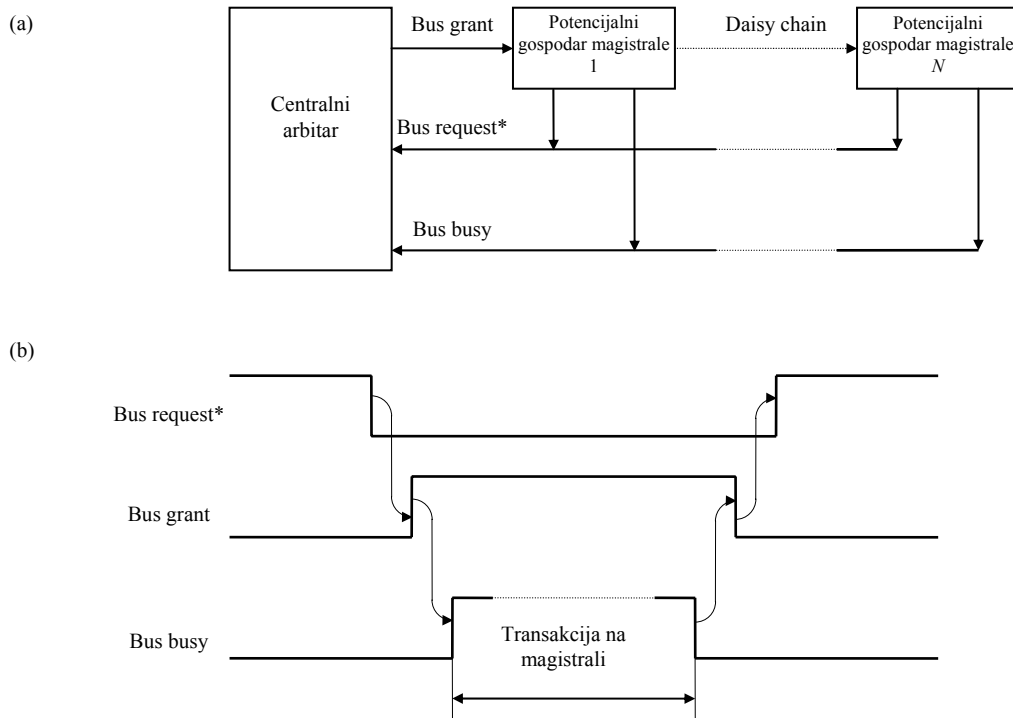 (a)
Bus grant
Potencijalni
gospodar magistrale
1
Daisy chain
Potencijalni
gospodar magistrale
N
Centralni
arbitar
Bus request*
Bus busy
(b)
Bus request*
Bus grant
Bus busy
Transakcija na
magistrali